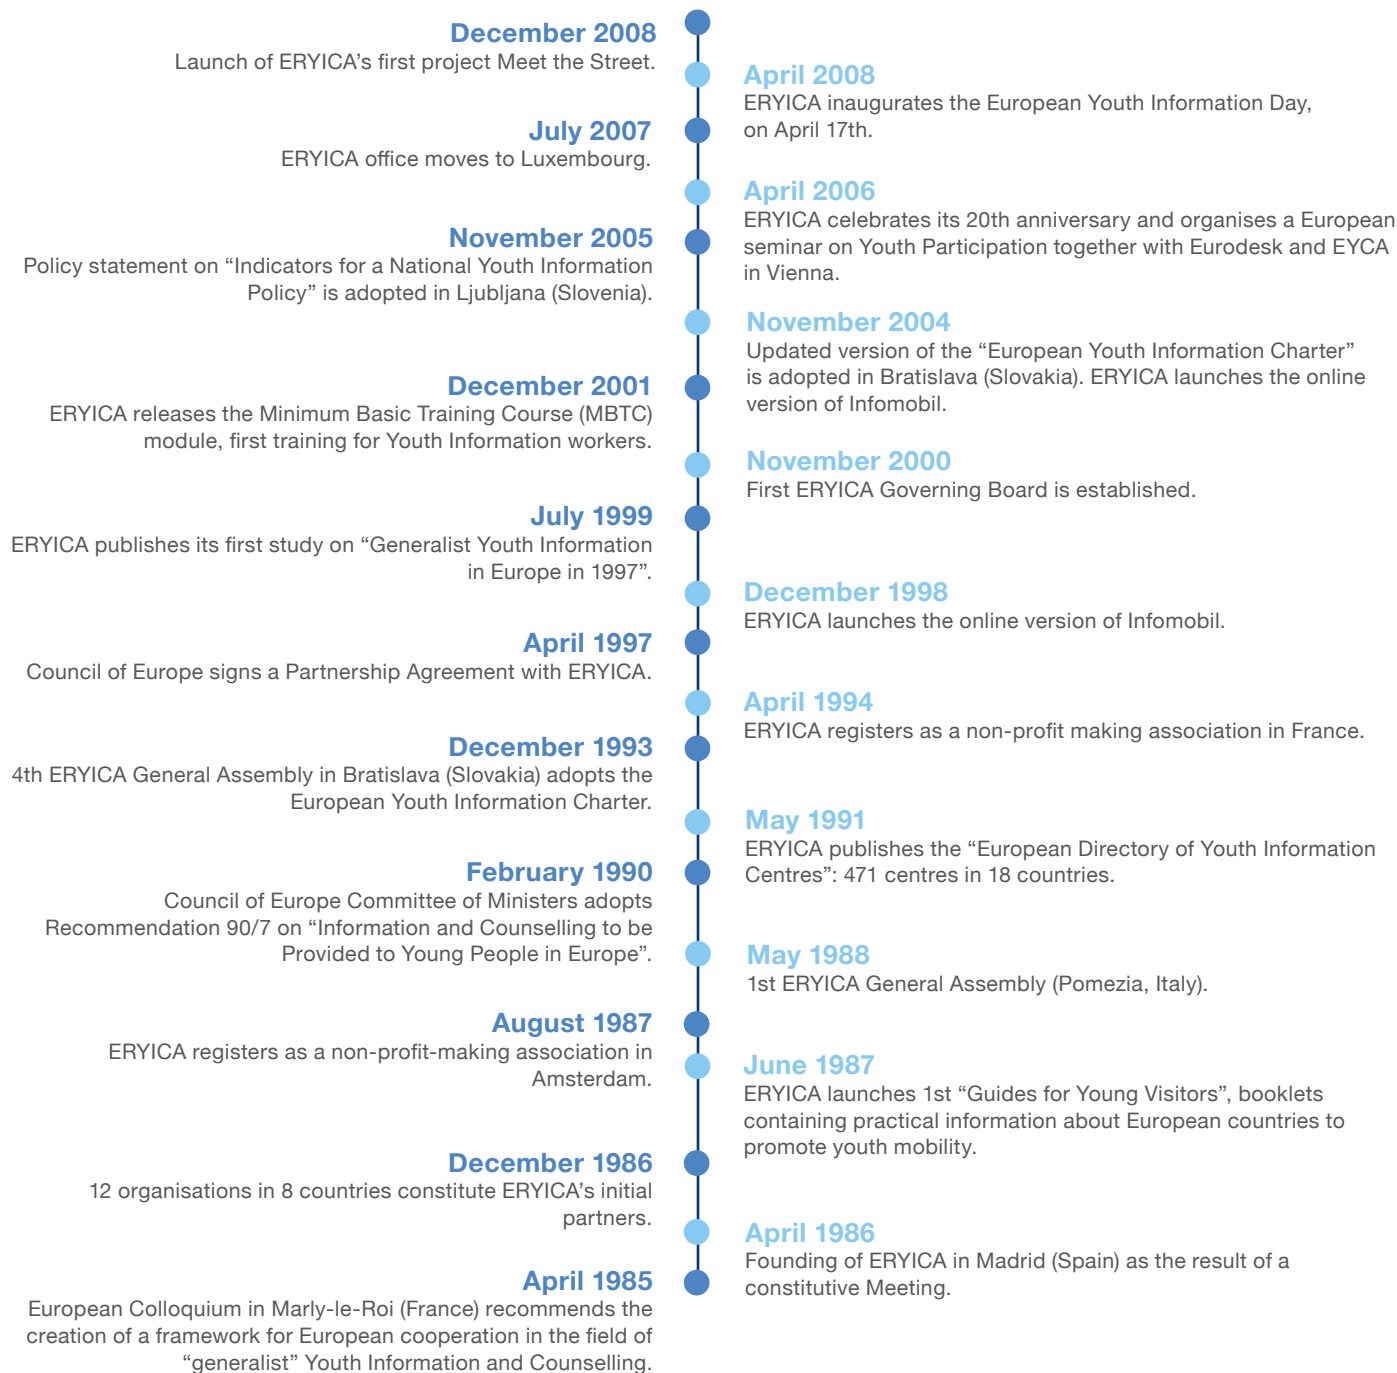 December 2008
Launch of ERYICA’s first project Meet the Street.
April 2008
ERYICA inaugurates the European Youth Information Day,
on April 17th.
July 2007
ERYICA office moves to Luxembourg.
April 2006
ERYICA celebrates its 20th anniversary and organises a European
seminar on Youth Participation together with Eurodesk and EYCA
in Vienna.
November 2005
Policy statement on “Indicators for a National Youth Information
Policy” is adopted in Ljubljana (Slovenia).
November 2004
Updated version of the “European Youth Information Charter”
is adopted in Bratislava (Slovakia). ERYICA launches the online
version of Infomobil.
December 2001
ERYICA releases the Minimum Basic Training Course (MBTC)
module, first training for Youth Information workers.
November 2000
First ERYICA Governing Board is established.
July 1999
ERYICA publishes its first study on “Generalist Youth Information
in Europe in 1997”.
December 1998
ERYICA launches the online version of Infomobil.
April 1997
Council of Europe signs a Partnership Agreement with ERYICA.
April 1994
ERYICA registers as a non-profit making association in France.
December 1993
4th ERYICA General Assembly in Bratislava (Slovakia) adopts the
European Youth Information Charter.
May 1991
ERYICA publishes the “European Directory of Youth Information
Centres”: 471 centres in 18 countries.
February 1990
Council of Europe Committee of Ministers adopts
Recommendation 90/7 on “Information and Counselling to be
Provided to Young People in Europe”.
May 1988
1st ERYICA General Assembly (Pomezia, Italy).
August 1987
ERYICA registers as a non-profit-making association in
Amsterdam.
June 1987
ERYICA launches 1st “Guides for Young Visitors”, booklets
containing practical information about European countries to
promote youth mobility.
December 1986
12 organisations in 8 countries constitute ERYICA’s initial
partners.
April 1986
Founding of ERYICA in Madrid (Spain) as the result of a
constitutive Meeting.
April 1985
European Colloquium in Marly-le-Roi (France) recommends the
creation of a framework for European cooperation in the field of
“generalist” Youth Information and Counselling.